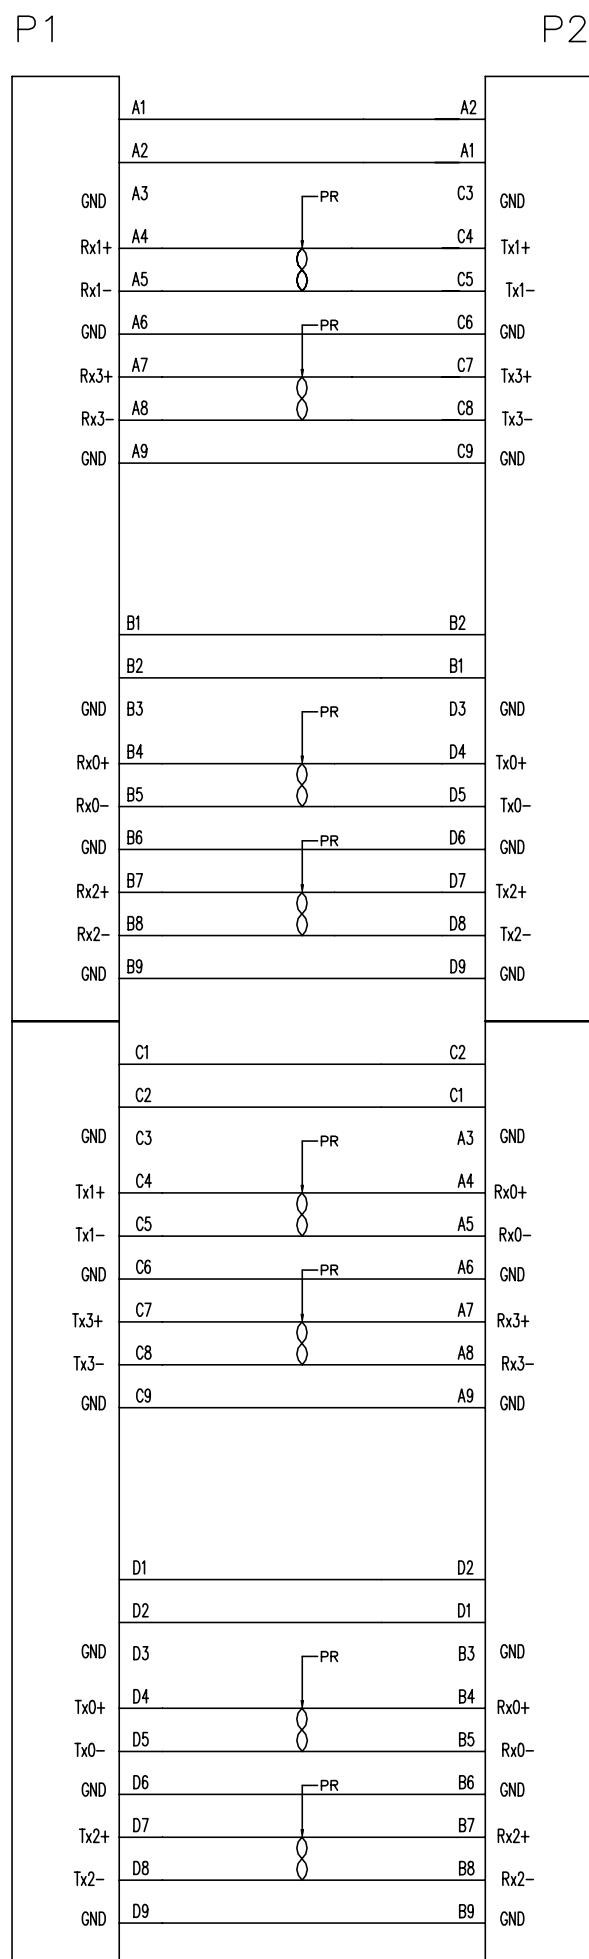 P1 P2
A1 A2
A2 A1
GND A3 PR C3 GND
Rx1+ A4 C4 Tx1+
Rx1- A5 C5 Tx1-
GND A6 PR C6 GND
Rx3+ A7 C7 Tx3+
Rx3- A8 C8 Tx3-
GND A9 C9 GND
B1 B2
B2 B1
GND B3 PR D3 GND
Rx0+ B4 D4 Tx0+
Rx0- B5 D5 Tx0-
GND B6 PR D6 GND
Rx2+ B7 D7 Tx2+
Rx2- B8 D8 Tx2-
GND B9 D9 GND
C1 C2
C2 C1
GND C3 PR A3 GND
Tx1+ C4 A4 Rx0+
Tx1- C5 A5 Rx0-
GND C6 PR A6 GND
Tx3+ C7 A7 Rx3+
Tx3- C8 A8 Rx3-
GND C9 A9 GND
D1 D2
D2 D1
GND D3 PR B3 GND
Tx0+ D4 B4 Rx0+
Tx0- D5 B5 Rx0-
GND D6 PR B6 GND
Tx2+ D7 B7 Rx2+
Tx2- D8 B8 Rx2-
GND D9 B9 GND